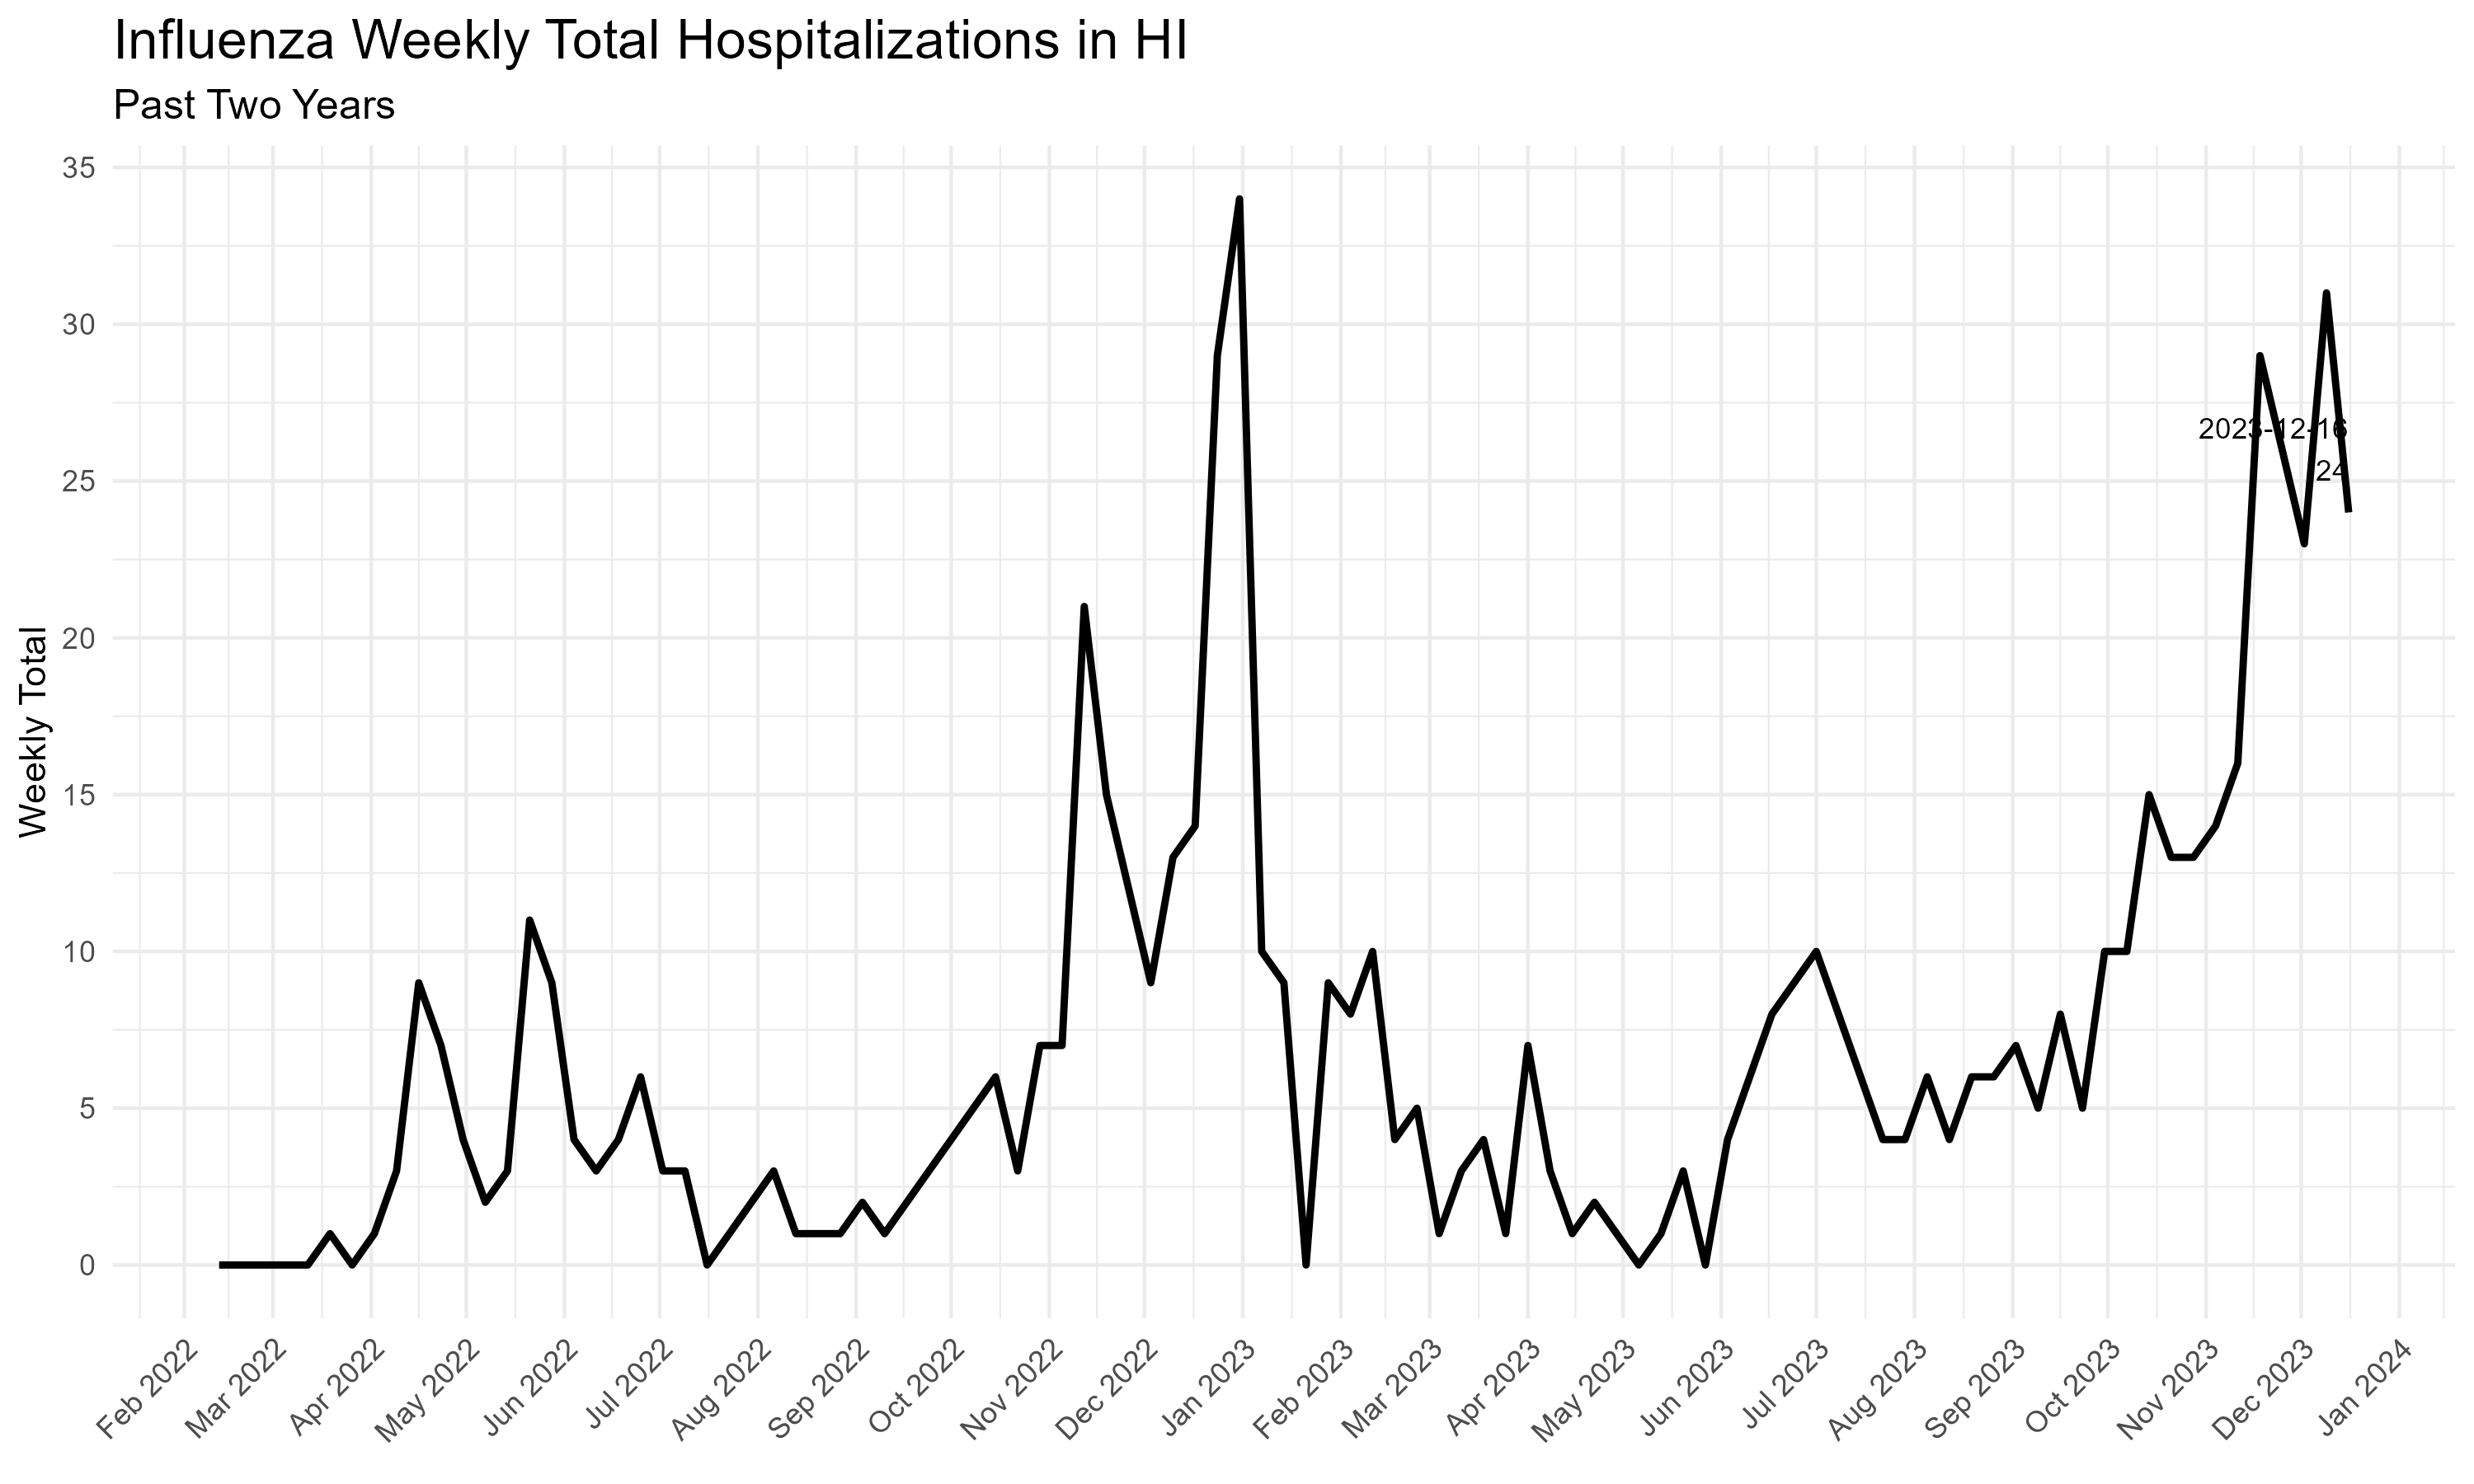 Influenza Weekly Total Hospitalizations in HI
Past Two Years
Weekly Total
35
30
25
20
15
10
5
0
2023-12-16
24
Feb 2022
Mar 2022
Apr 2022
May 2022
Jun 2022
Jul 2022
Aug 2022
Sep 2022
Oct 2022
Nov 2022
Dec 2022
Jan 2023
Feb 2023
Mar 2023
Apr 2023
May 2023
Jun 2023
Jul 2023
Aug 2023
Sep 2023
Oct 2023
Nov 2023
Dec 2023
Jan 2024